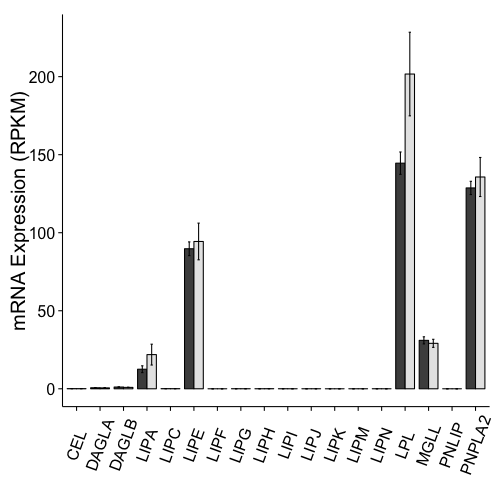 mRNA Expression (RPKM)
200
150
100
50
0
CEL
DAGLA
DAGLB
LIPA
LIPC
LIPE
LIPF
LIPG
LIPH
LIPI
LIPJ
LIPK
LIPM
LIPN
LPL
MGLL
PNLIP
PNPLA2